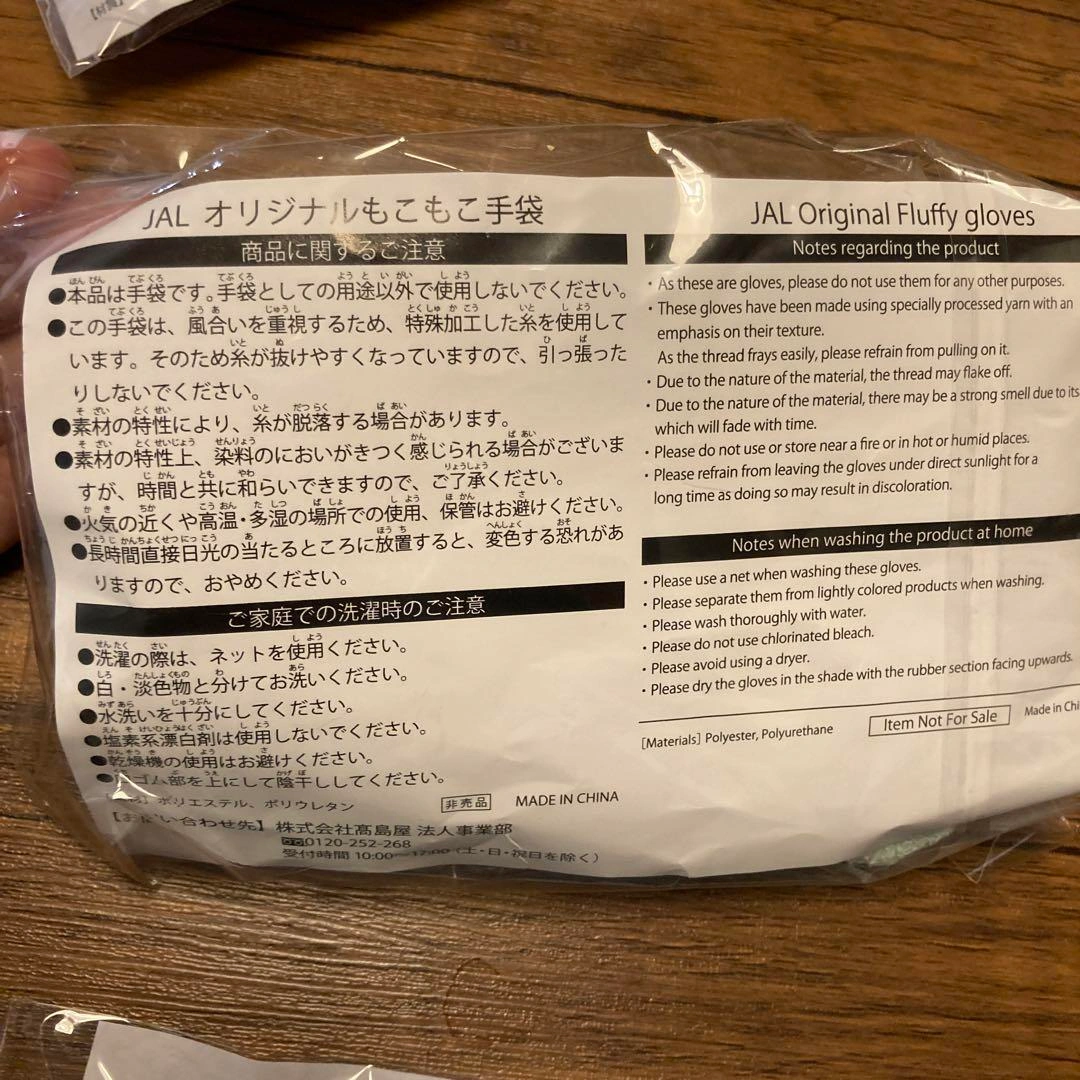 JAL オリジナルもこもこ手袋
商品に関するご注意
●本品は手袋です。手袋としての用途以外で使用しないでください。
●この手袋は、風合いを重視するため、特殊加工した糸を使用して
います。そのため糸が抜けやすくなっていますので、引っ張った
りしないでください。
●素材の特性により、糸が脱落する場合があります。
●素材の特性上、染料のにおいがきつく感じられる場合がございま
すが、時間と共に和らいできますので、ご了承ください。
●火気の近くや高温・多湿の場所での使用、保管はお避けください。
●長時間直接日光の当たるところに放置すると、変色する恐れがあ
りますので、おやめください。
ご家庭での洗濯時のご注意
●洗濯の際は、ネットを使用ください。
●白・淡色物と分けてお洗いください。
●水洗いを十分にしてください。
●塩素系漂白剤は使用しないでください。
●乾燥機の使用はお避けください。
●ゴム部を上にして陰干ししてください。
ポリエステル、ポリウレタン
非売品 MADE IN CHINA
【お問い合わせ先】株式会社髙島屋 法人事業部
0120-252-268
受付時間 10:00〜17:00（土・日・祝日を除く）
JAL Original Fluffy gloves
Notes regarding the product
・As these are gloves, please do not use them for any other purposes.
・These gloves have been made using specially processed yarn with an
emphasis on their texture.
As the thread frays easily, please refrain from pulling on it.
・Due to the nature of the material, the thread may flake off.
・Due to the nature of the material, there may be a strong smell due to its
which will fade with time.
・Please do not use or store near a fire or in hot or humid places.
・Please refrain from leaving the gloves under direct sunlight for a
long time as doing so may result in discoloration.
Notes when washing the product at home
・Please use a net when washing these gloves.
・Please separate them from lightly colored products when washing.
・Please wash thoroughly with water.
・Please do not use chlorinated bleach.
・Please avoid using a dryer.
・Please dry the gloves in the shade with the rubber section facing upwards.
[Materials] Polyester, Polyurethane
Item Not For Sale
Made in Chi